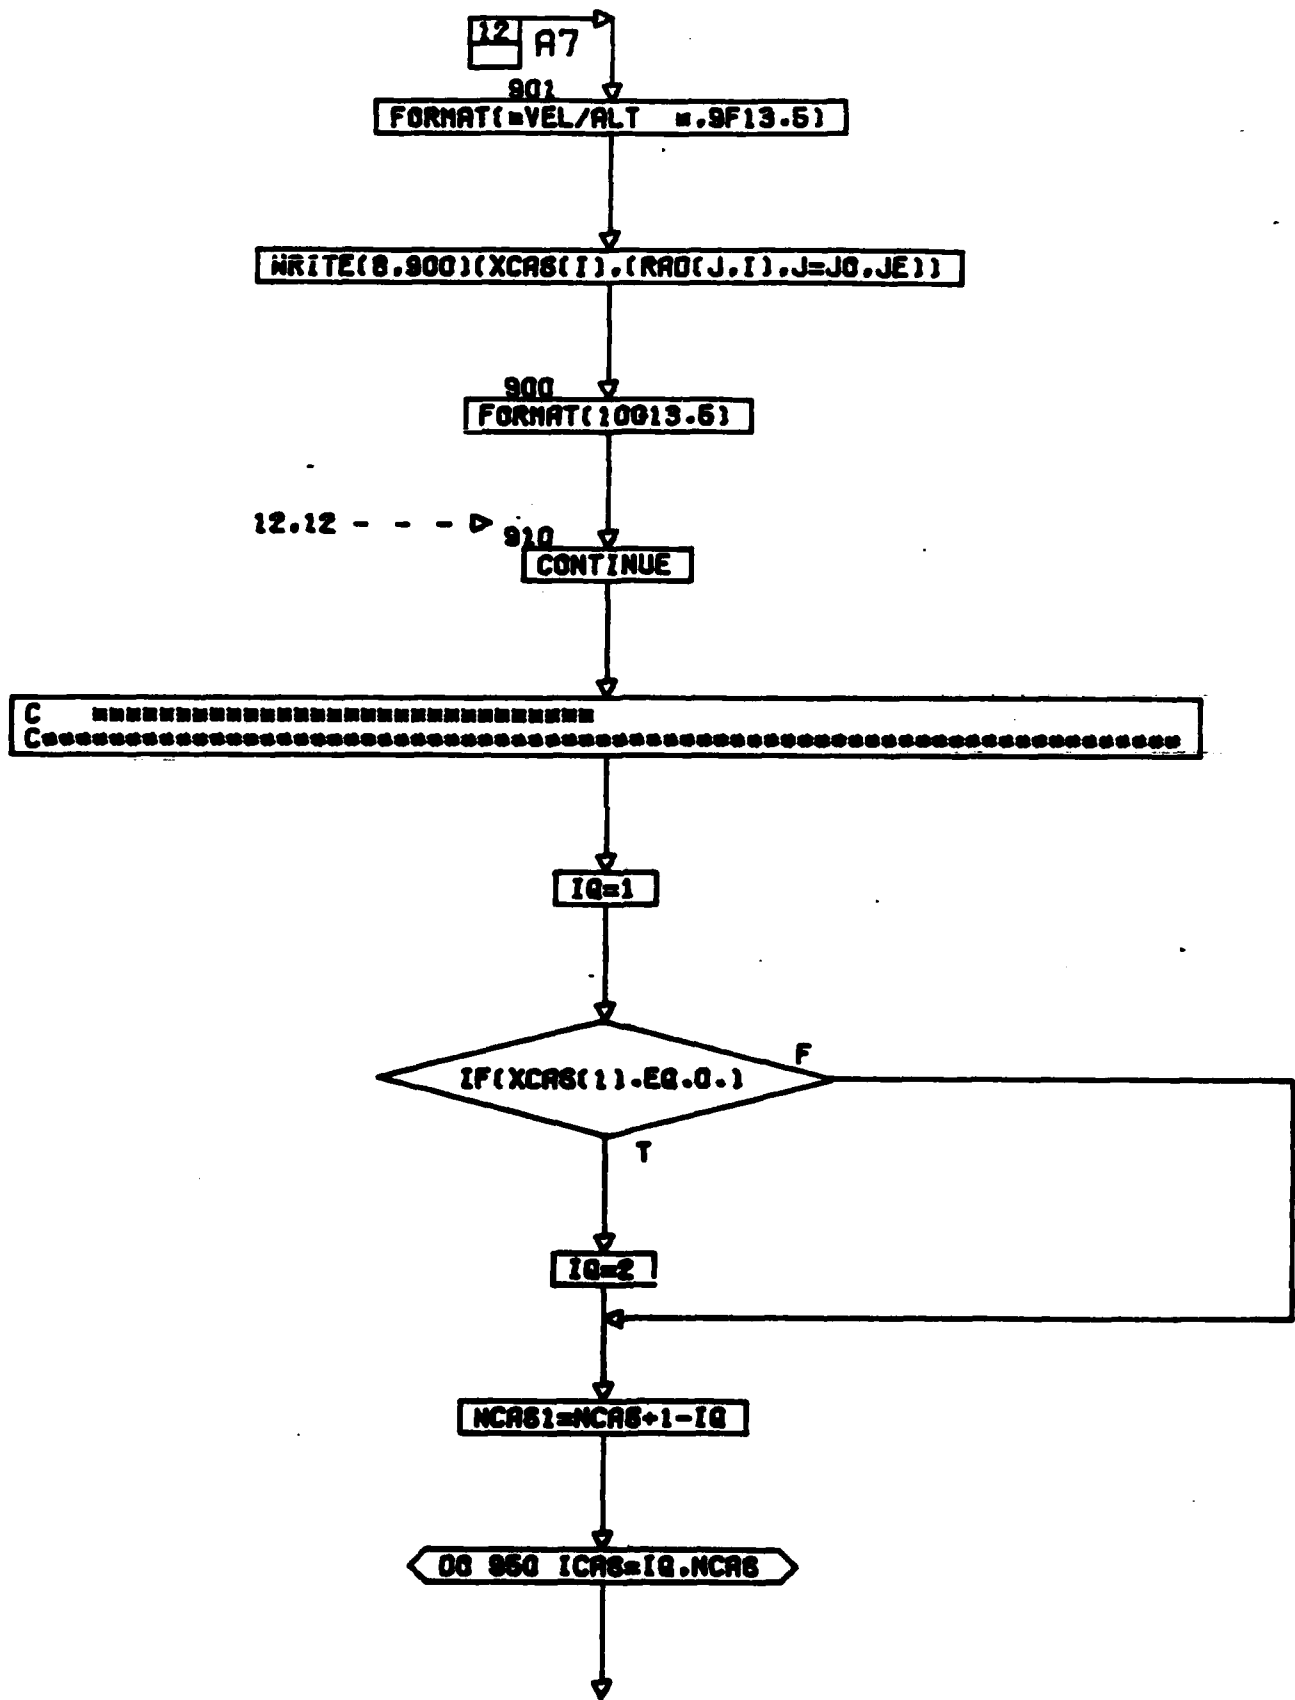 12 A7
901
FORMAT(*VEL/ALT  *,9F13.5)
WRITE(6,900)(XCAS(I),(RAD(J,I),J=JO,JE))
900
FORMAT(10G13.5)
12.12 - - - ▷
910
CONTINUE
C    ******************************
C*********************************************************************
IQ=1
IF(XCAS(1).EQ.0.)
F
T
IQ=2
NCAS1=NCAS+1-IQ
DO 950 ICAS=IQ,NCAS